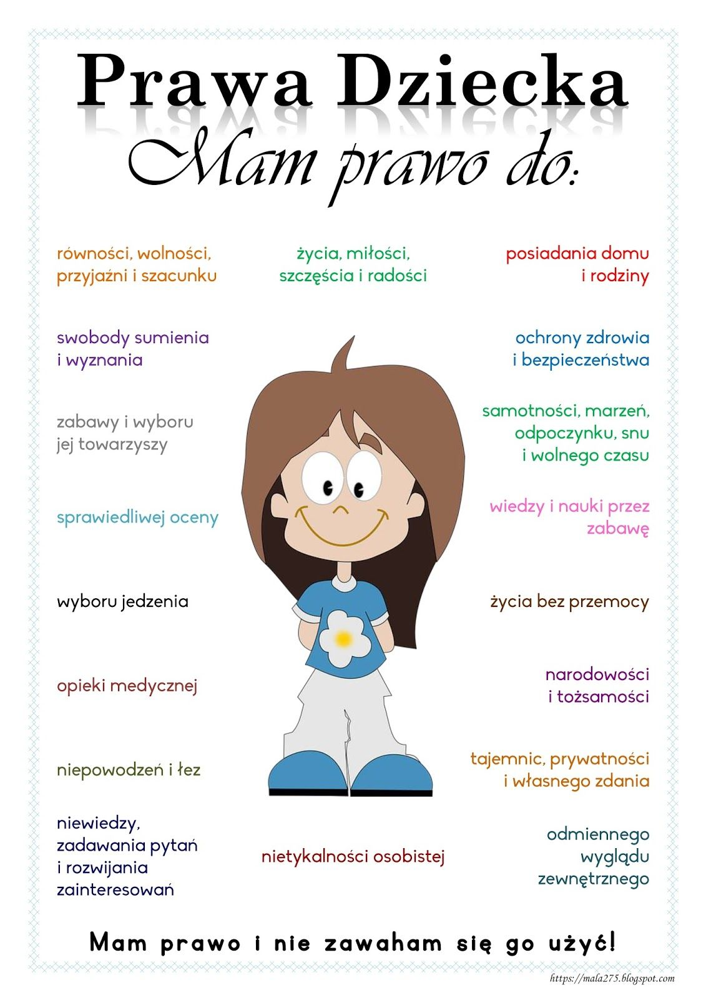 Prawa Dziecka
Mam prawo do:
równości, wolności,
przyjaźni i szacunku
życia, miłości,
szczęścia i radości
posiadania domu
i rodziny
swobody sumienia
i wyznania
ochrony zdrowia
i bezpieczeństwa
zabawy i wyboru
jej towarzyszy
samotności, marzeń,
odpoczynku, snu
i wolnego czasu
sprawiedliwej oceny
wiedzy i nauki przez
zabawę
wyboru jedzenia
życia bez przemocy
opieki medycznej
narodowości
i tożsamości
niepowodzeń i łez
tajemnic, prywatności
i własnego zdania
niewiedzy,
zadawania pytań
i rozwijania
zainteresowań
nietykalności osobistej
odmiennego
wyglądu
zewnętrznego
Mam prawo i nie zawaham się go użyć!
https://mala275.blogspot.com